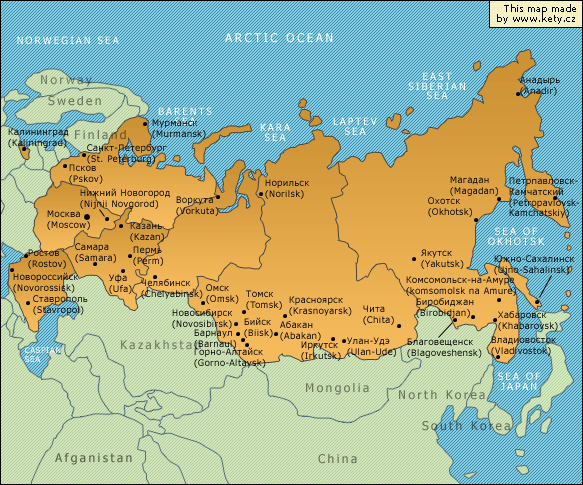 This map made
by www.kety.cz
NORWEGIAN SEA
ARCTIC OCEAN
EAST
SIBERIAN
SEA
Анадырь
(Anadir)
Norway
Sweden
BARENTS
Мурманск
(Murmansk)
KARA
SEA
LAPTEV
SEA
Калининград
(Kaliningrad)
Finland
Санкт-Петербург
(St. Peterburg)
Псков
(Pskov)
Нижний Новогород
(Nijnii Novgorod)
Воркута
(Vorkuta)
Норильск
(Norilsk)
Магадан
(Magadan)
Петрпавловск-
Камчатский
(Petropavlovsk-
Kamchatskiy)
Охотск
(Okhotsk)
Москва
(Moscow)
Казань
(Kazan)
SEA OF
OKHOTSK
Ростов
(Rostov)
Самара
(Samara)
Пермь
(Perm)
Якутск
(Yakutsk)
Южно-Сахалинск
(Ujno-Sahalinsk)
Новороссийск
(Novorossisk)
Уфа
(Ufa)
Челябинск
(Chelyabinsk)
Комсомольск-на-Амуре
(komsomolsk na Amure)
Ставрополь
(Stavropol)
Омск
(Omsk)
Томск
(Tomsk)
Красноярск
(Krasnoyarsk)
Чита
(Chita)
Биробиджан
(Birobidjan)
Новосибирск
(Novosibirsk)
Бийск
(Biisk)
Абакан
(Abakan)
Хабаровск
(Khabarovsk)
Барнаул
(Barnaul)
Иркутск
(Irkutsk)
Улан-Удэ
(Ulan-Ude)
Благовещенск
(Blagoveshensk)
Владивосток
(Vladivostok)
CASPIAN
SEA
Kazakhstan
Горно-Алтайск
(Gorno-Altaysk)
Mongolia
SEA OF
JAPAN
North Korea
South Korea
Afganistan
China